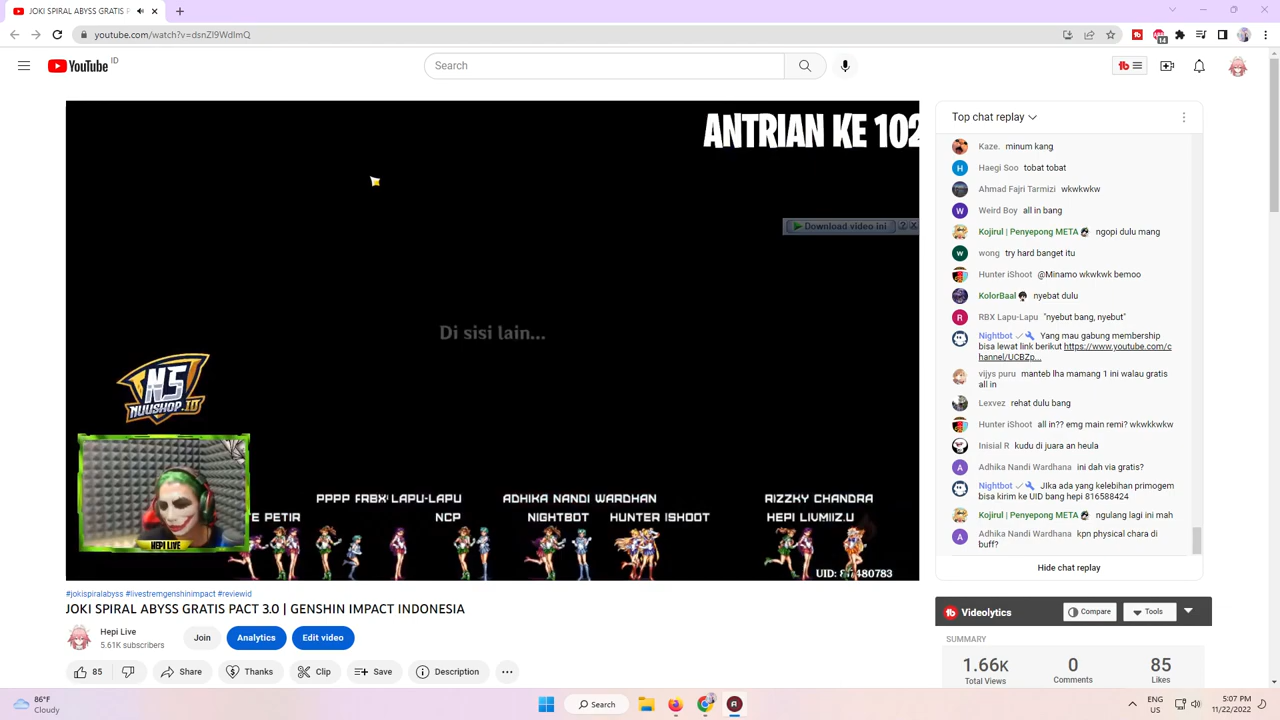 JOKI SPIRAL ABYSS GRATIS P
youtube.com/watch?v=dsnZI9WdlmQ
14
YouTube
ID
Search
Top chat replay
ANTRIAN KE 102
Download video ini
Di sisi lain...
NS
NUUSHOP.ID
HEPI LIVE
LAPU-LAPU
ADHIKA NANDI WARDHAN
RIZZKY CHANDRA
E PETIR
NCP
NIGHTBOT
HUNTER ISHOOT
Kaze. minum kang
Haegi Soo tobat tobat
Ahmad Fajri Tarmizi wkwkwkw
Weird Boy all in bang
Kojirul | Penyepong META ngopi dulu mang
wong try hard banget itu
Hunter iShoot @Minamo wkwkwk bemoo
KolorBaal nyebat dulu
RBX Lapu-Lapu "nyebut bang, nyebut"
Nightbot Yang mau gabung membership
bisa lewat link berikut https://www.youtube.com/c
hannel/UCBZp...
vijys puru manteb lha mamang 1 ini walau gratis
all in
Lexvez rehat dulu bang
Hunter iShoot all in?? emg main remi? wkwkkwkw
Inisial R kudu di juara an heula
Adhika Nandi Wardhana ini dah via gratis?
Nightbot JIka ada yang kelebihan primogem
bisa kirim ke UID bang hepi 816588424
Kojirul | Penyepong META ngulang lagi ini mah
Adhika Nandi Wardhana kpn physical chara di
buff?
Hide chat replay
#jokispiralabyss #livestremgenshinimpact #reviewid
JOKI SPIRAL ABYSS GRATIS PACT 3.0 | GENSHIN IMPACT INDONESIA
Hepi Live
5.61K subscribers
Join
Analytics
Edit video
85
Share
Thanks
Clip
Save
Description
Videolytics
Compare
Tools
SUMMARY
1.66K
Total Views
0
Comments
85
Likes
86°F
Cloudy
Search
ENG
US
5:07 PM
11/22/2022